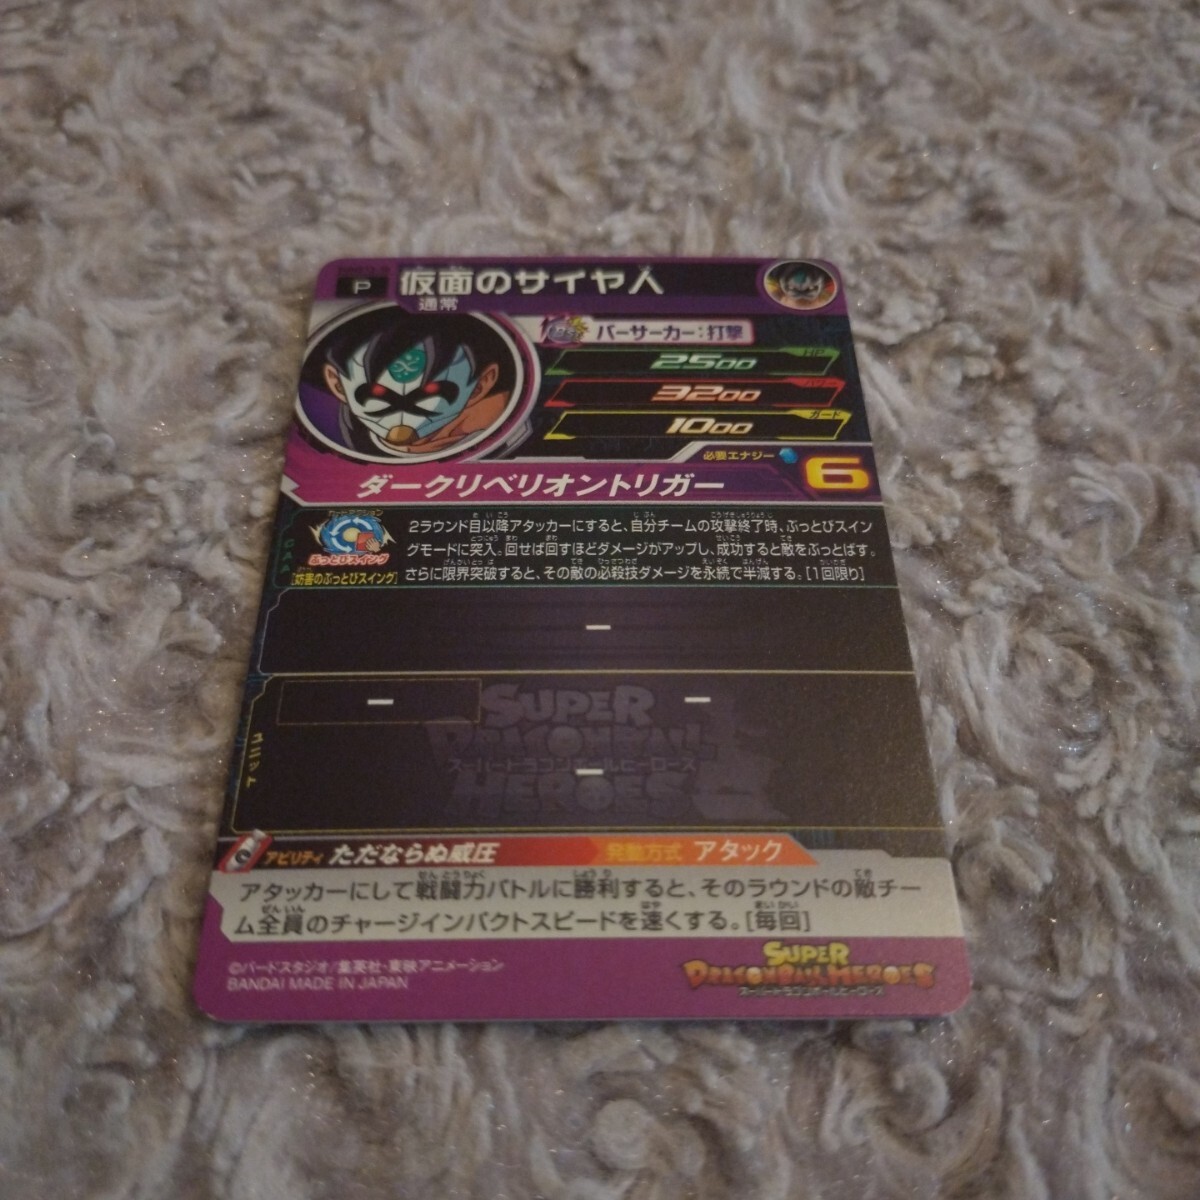 P
仮面のサイヤ人
通常
バーサーカー:打撃
HP
2500
パワー
3200
ガード
1000
必要エナジー
6
ダークリベリオントリガー
カードアクション
ぶっとびスイング
[妨害のぶっとびスイング]
CAA
2ラウンド目以降アタッカーにすると、自分チームの攻撃終了時、ぶっとびスイン
グモードに突入。回せば回すほどダメージがアップし、成功すると敵をぶっとばす。
さらに限界突破すると、その敵の必殺技ダメージを永続で半減する。[1回限り]
ー
ー
ー
ー
ユニット
SUPER
DRAGONBALL
スーパードラゴンボールヒーローズ
HEROES
アビリティ ただならぬ威圧
発動方式 アタック
アタッカーにして戦闘力バトルに勝利すると、そのラウンドの敵チー
ム全員のチャージインパクトスピードを速くする。[毎回]
©バードスタジオ/集英社・東映アニメーション
BANDAI MADE IN JAPAN
SUPER
DRAGONBALL HEROES
スーパードラゴンボールヒーローズ